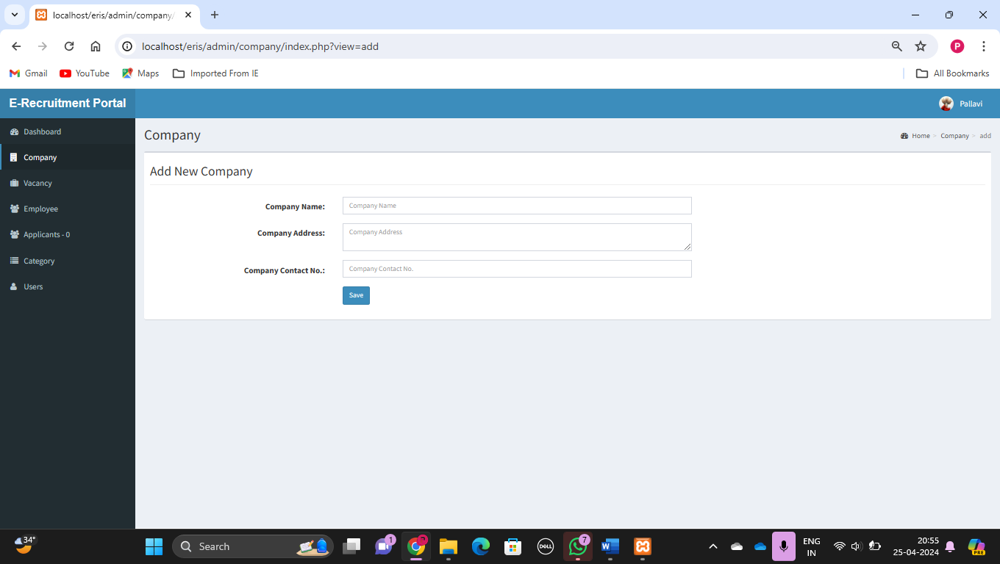 localhost/eris/admin/company/
localhost/eris/admin/company/index.php?view=add
P
Gmail
YouTube
Maps
Imported From IE
All Bookmarks
E-Recruitment Portal
Pallavi
Dashboard
Company
Vacancy
Employee
Applicants - 0
Category
Users
Company
Home > Company > add
Add New Company
Company Name:
Company Name
Company Address:
Company Address
Company Contact No.:
Company Contact No.
Save
34°
Search
1
DELL
7
W
ENG
IN
20:55
25-04-2024
PRE